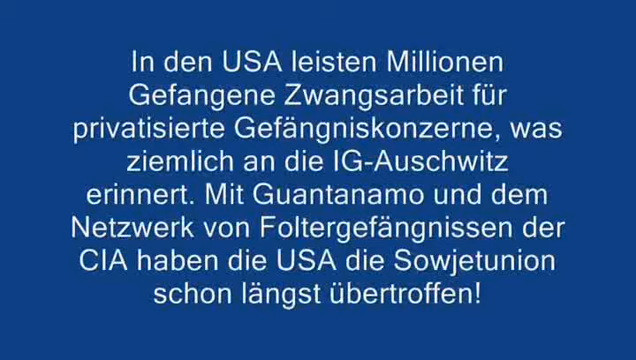 In den USA leisten Millionen
Gefangene Zwangsarbeit für
privatisierte Gefängniskonzerne, was
ziemlich an die IG-Auschwitz
erinnert. Mit Guantanamo und dem
Netzwerk von Foltergefängnissen der
CIA haben die USA die Sowjetunion
schon längst übertroffen!